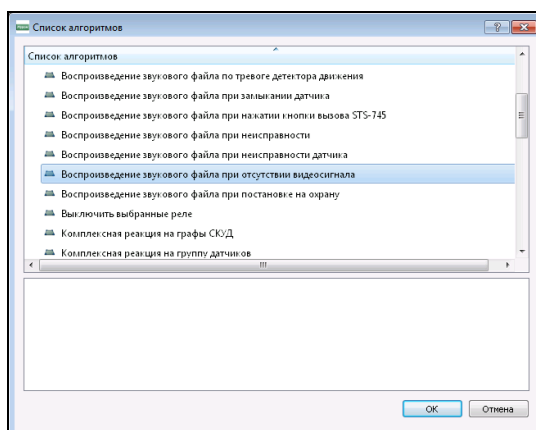 Список алгоритмов
Список алгоритмов
Воспроизведение звукового файла по тревоге детектора движения
Воспроизведение звукового файла при замыкании датчика
Воспроизведение звукового файла при нажатии кнопки вызова STS-745
Воспроизведение звукового файла при неисправности
Воспроизведение звукового файла при неисправности датчика
Воспроизведение звукового файла при отсутствии видеосигнала
Воспроизведение звукового файла при постановке на охрану
Выключить выбранные реле
Комплексная реакция на графы СКУД
Комплексная реакция на группу датчиков
OK
Отмена